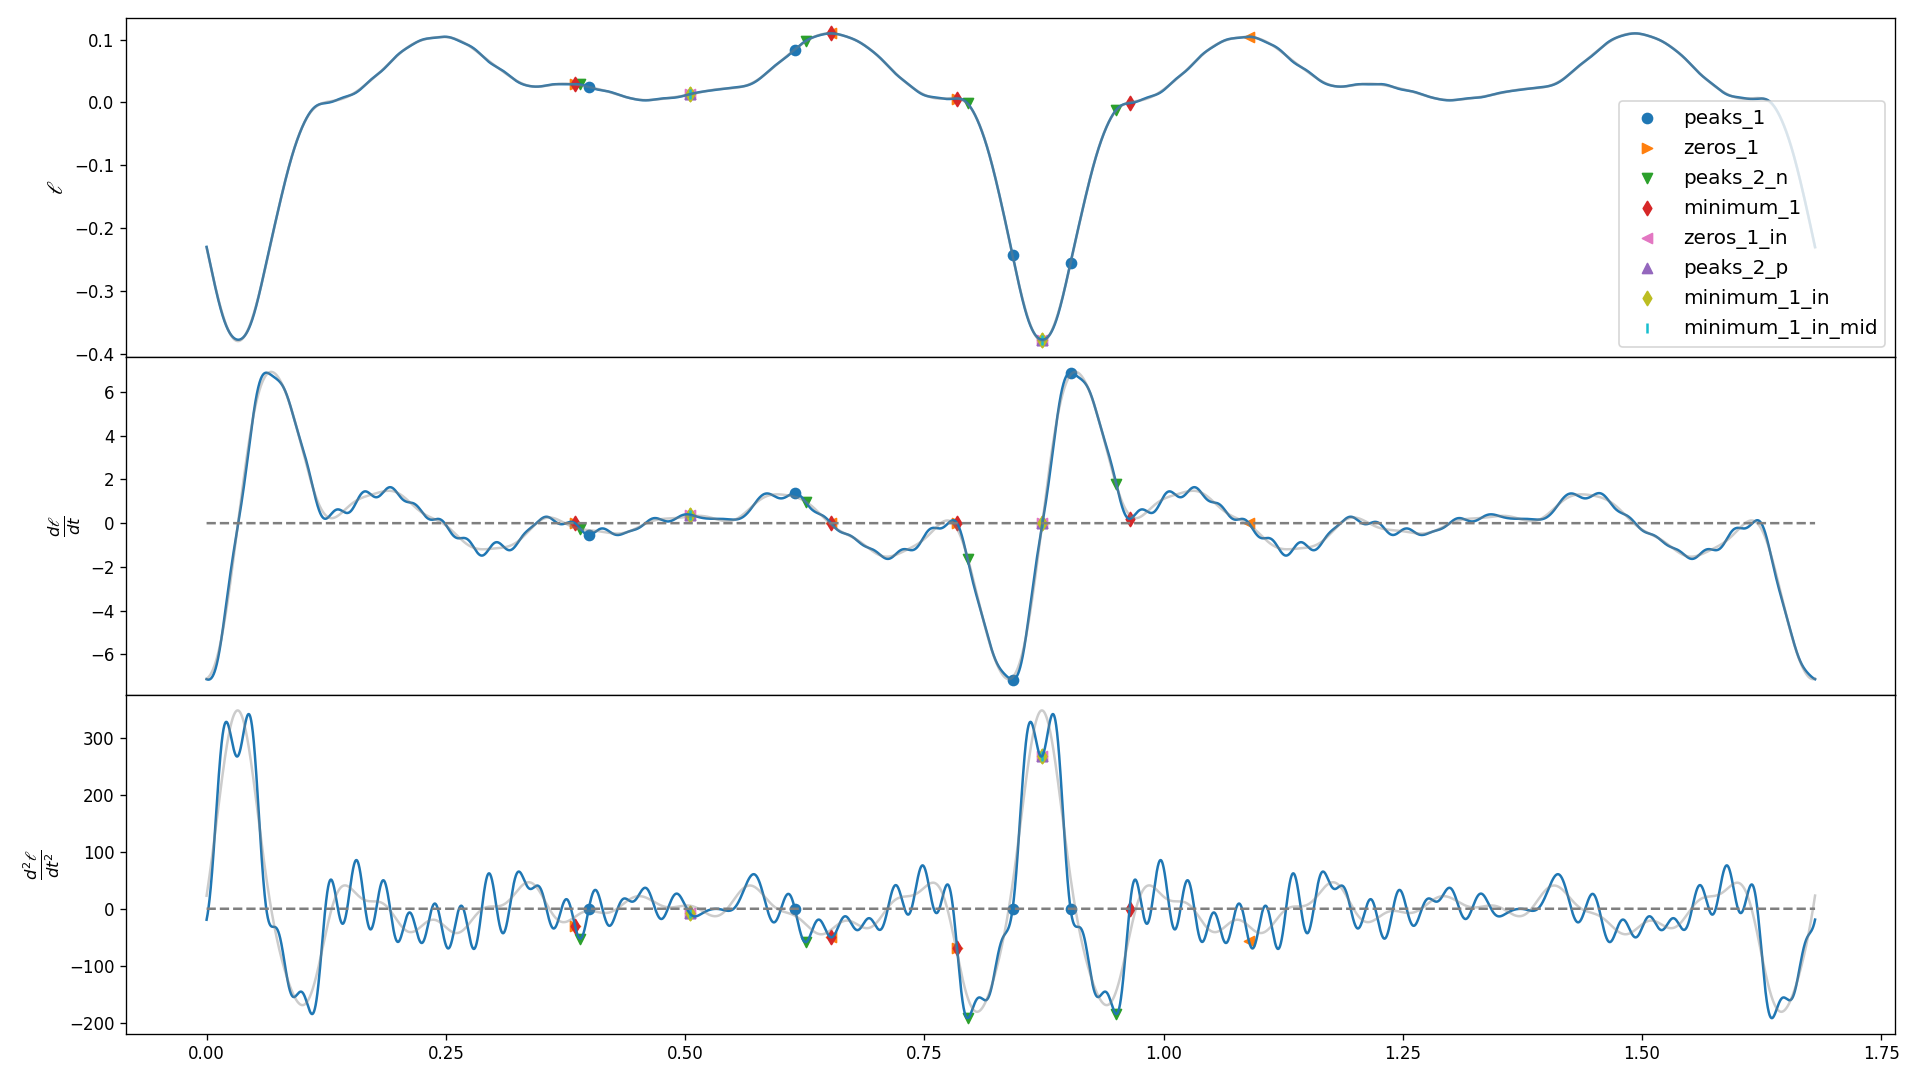 0.1
0.0
−0.1
−0.2
−0.3
−0.4
ℓ
peaks_1
zeros_1
peaks_2_n
minimum_1
zeros_1_in
peaks_2_p
minimum_1_in
minimum_1_in_mid
6
4
2
0
−2
−4
−6
dℓ
dt
300
200
100
0
−100
−200
d²ℓ
dt²
0.00 0.25 0.50 0.75 1.00 1.25 1.50 1.75